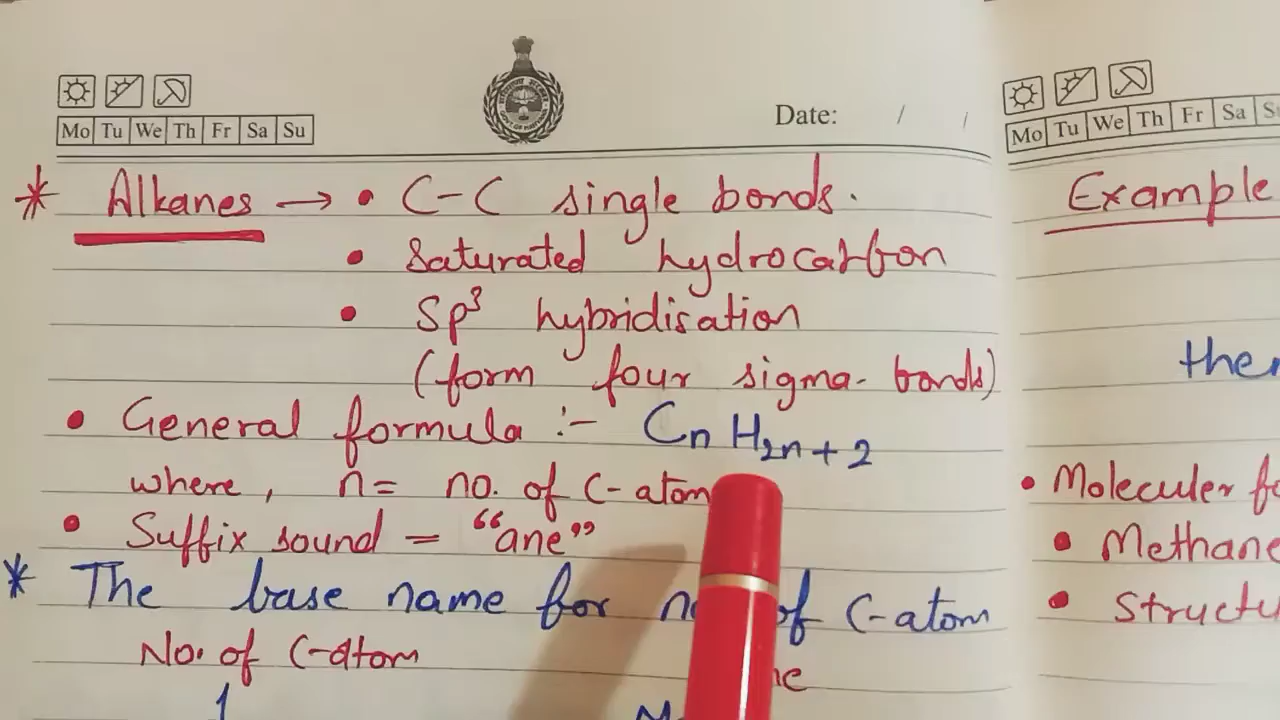 Mo Tu We Th Fr Sa Su
Date: / /
* Alkanes → • C-C single bonds.
• Saturated hydrocarbon
• Sp³ hybridisation
(form four sigma bonds)
• General formula :- CnH2n+2
where, n = no. of C-atom
• Suffix sound = "ane"
* The base name for of C-atom
No. of C-atom
1
Mo Tu We Th Fr Sa
Example
• Moleculer
• Methane